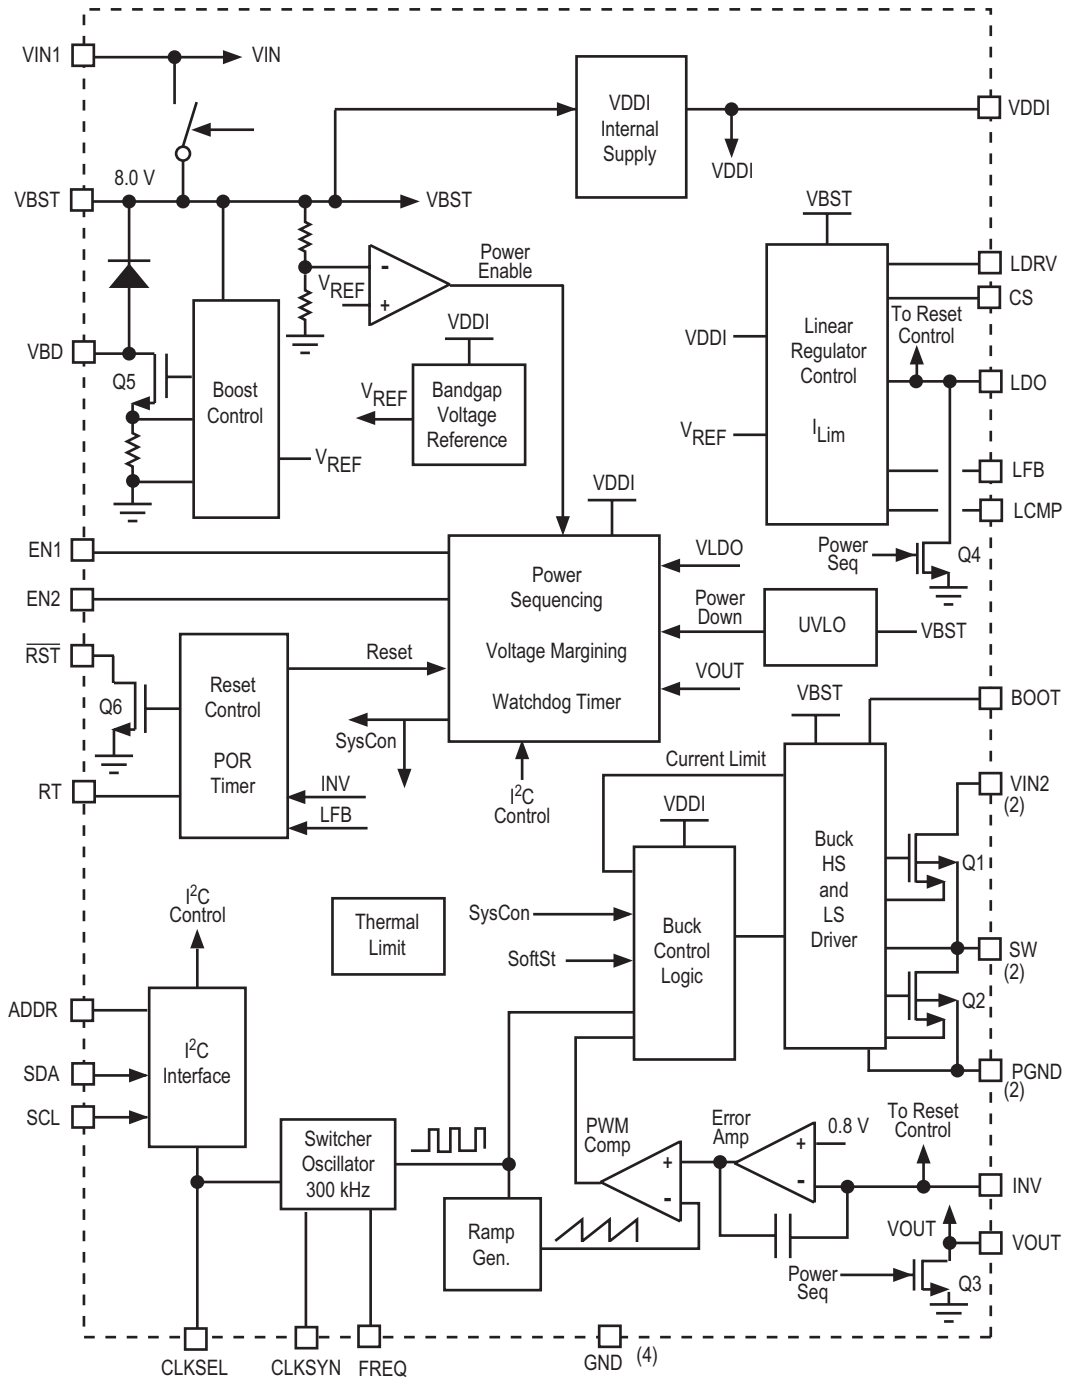 VIN1
VIN
VDDI
Internal
Supply
VDDI
VDDI
8.0 V
VBST
VBST
VBST
Power
Enable
-
+
VREF
LDRV
CS
VDDI
Linear
Regulator
Control
ILim
To Reset
Control
VDDI
VBD
Q5
Boost
Control
VREF
Bandgap
Voltage
Reference
LDO
VREF
VREF
LFB
VDDI
LCMP
EN1
EN2
Power
Sequencing
Voltage Margining
Watchdog Timer
VLDO
Power
Seq
Q4
Power
Down
UVLO
VBST
VOUT
RST
Q6
Reset
Control
POR
Timer
Reset
SysCon
VBST
BOOT
RT
INV
LFB
I2C
Control
Current Limit
VDDI
VIN2
(2)
Buck
HS
and
LS
Driver
Q1
I2C
Control
Thermal
Limit
SysCon
SoftSt
Buck
Control
Logic
SW
(2)
Q2
ADDR
SDA
SCL
I2C
Interface
PGND
(2)
Switcher
Oscillator
300 kHz
PWM
Comp
+
-
Error
Amp
+
-
0.8 V
To Reset
Control
INV
Ramp
Gen.
VOUT
VOUT
Power
Seq
Q3
CLKSEL
CLKSYN
FREQ
GND
(4)